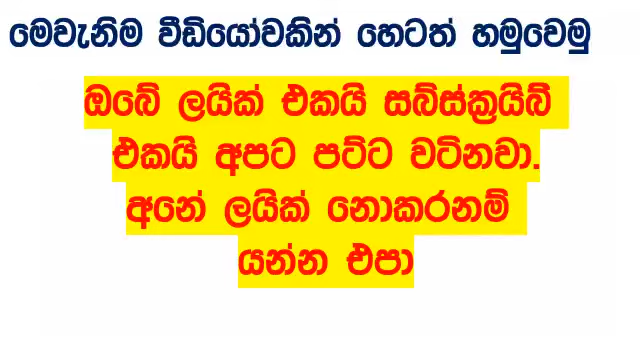 මෙවැනිම වීඩියෝවකින් හෙටත් හමුවෙමු
ඔබේ ලයික් එකයි සබ්ස්ක්‍රයිබ්
එකයි අපට පට්ට වටිනවා.
අනේ ලයික් නොකරනම්
යන්න එපා